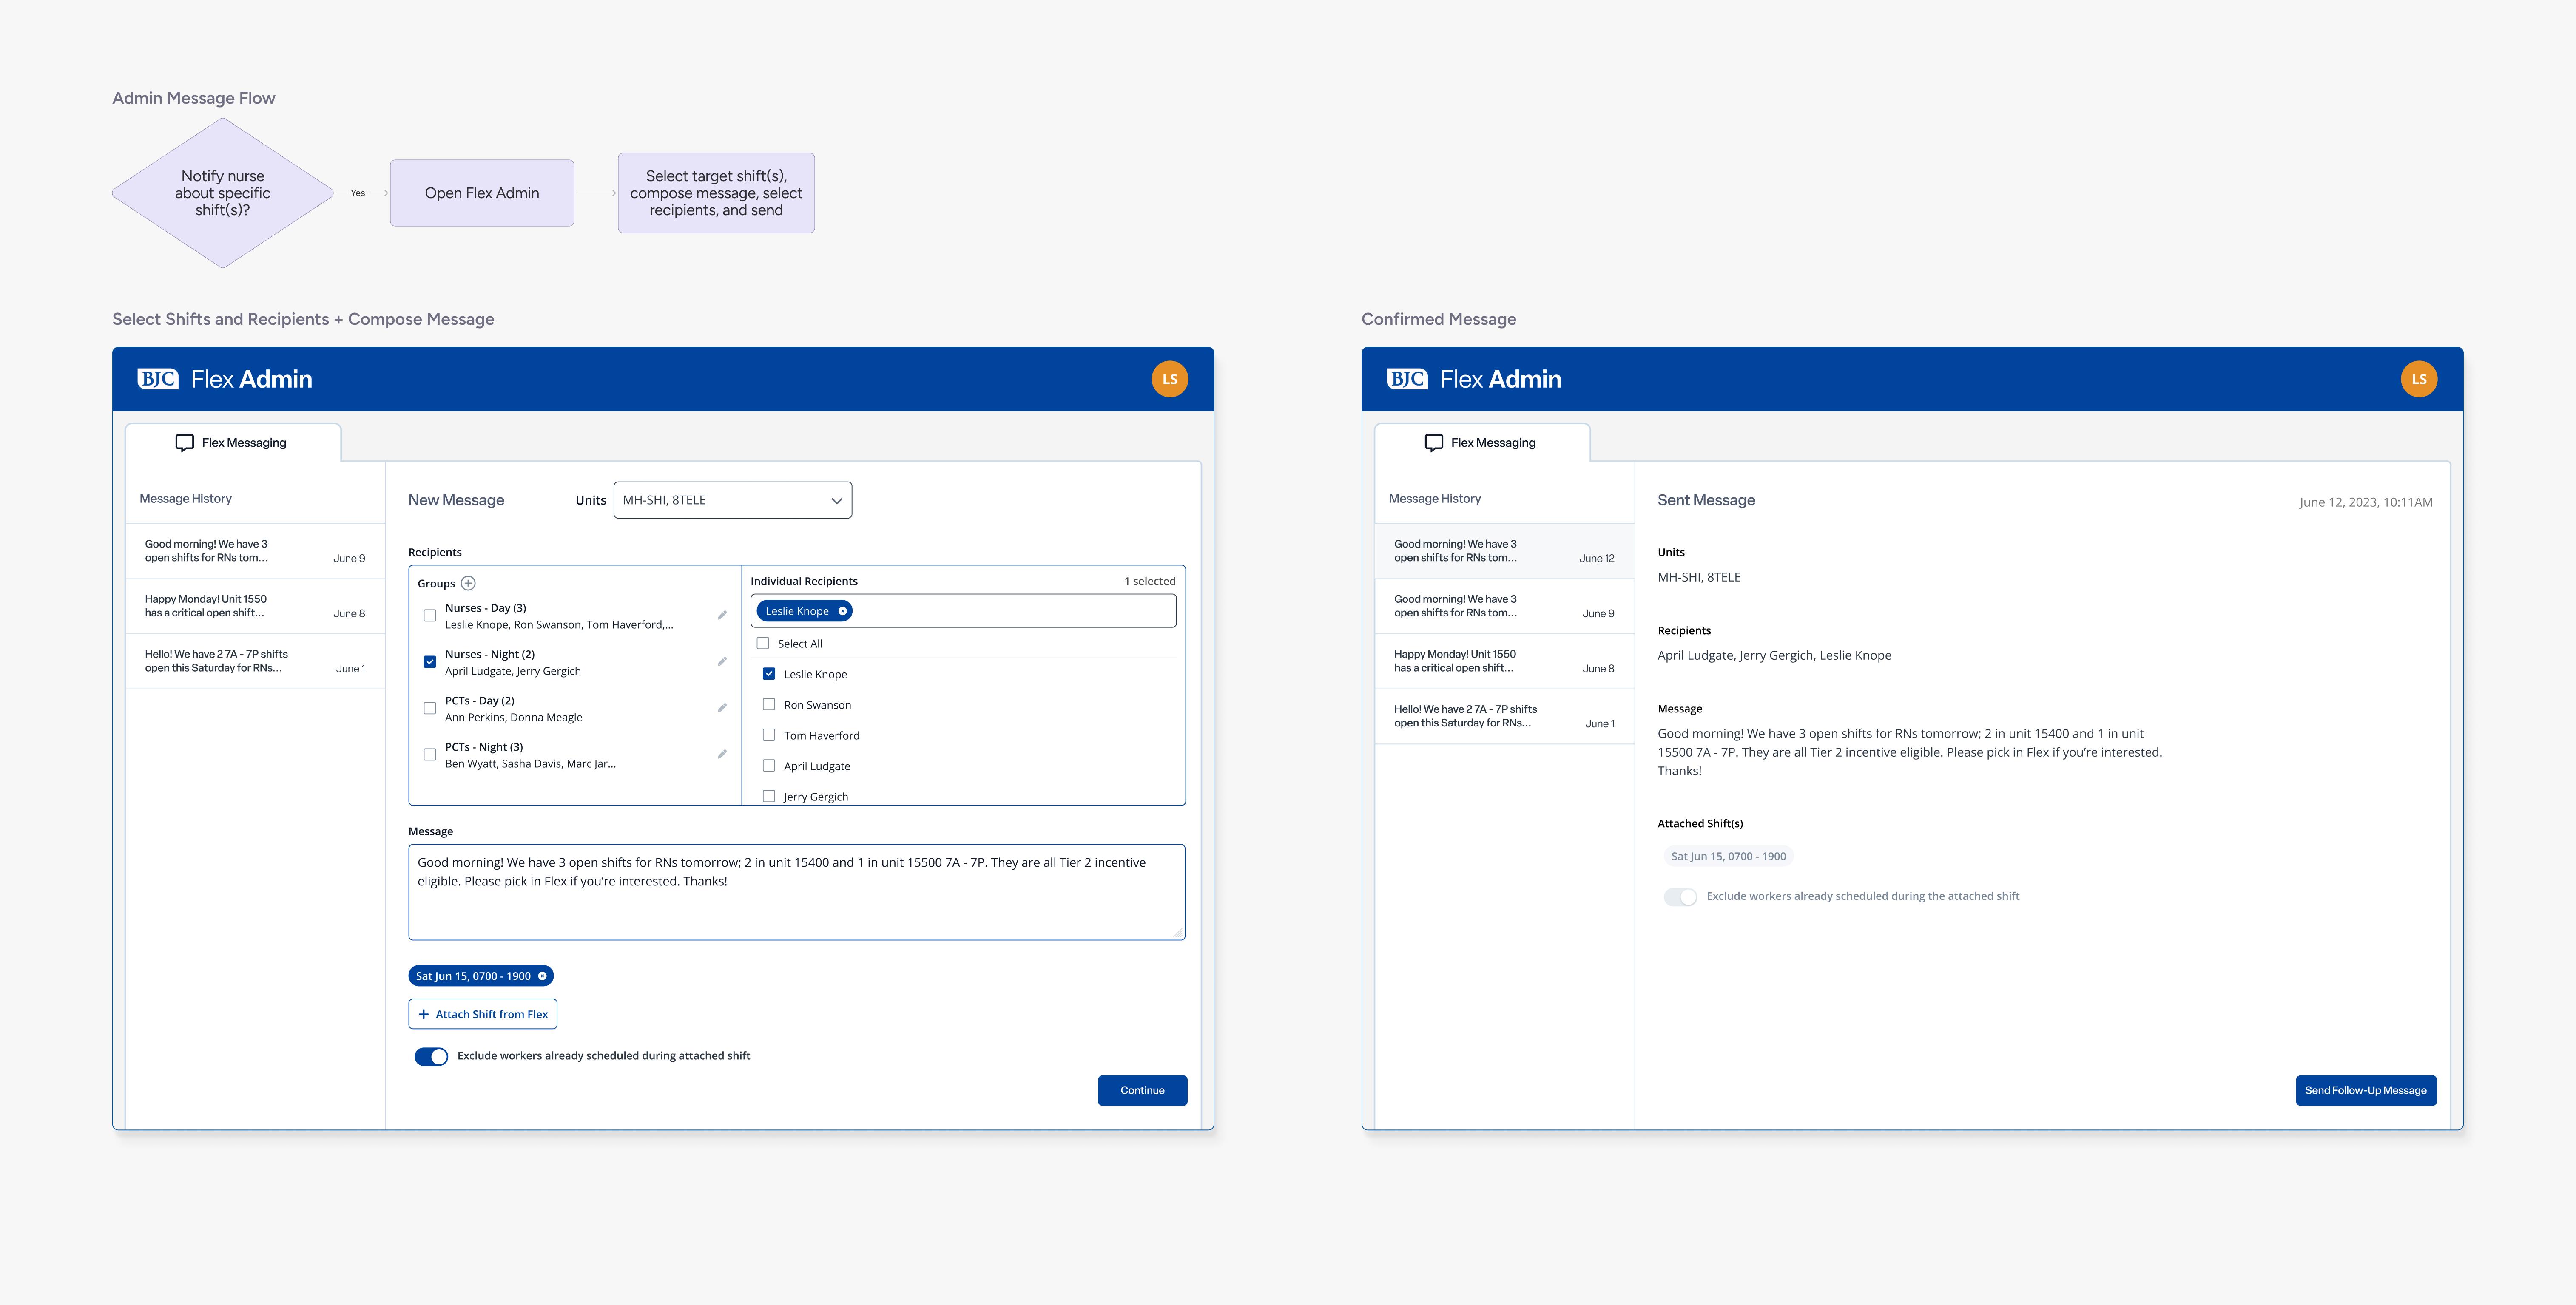 Admin Message Flow
Notify nurse
about specific
shift(s)?
Yes
Open Flex Admin
Select target shift(s),
compose message, select
recipients, and send
Select Shifts and Recipients + Compose Message
BJC Flex Admin
LS
Flex Messaging
Message History
Good morning! We have 3
open shifts for RNs tom...
June 9
Happy Monday! Unit 1550
has a critical open shift...
June 8
Hello! We have 2 7A - 7P shifts
open this Saturday for RNs...
June 1
New Message
Units
MH-SHI, 8TELE
Recipients
Groups
Nurses - Day (3)
Leslie Knope, Ron Swanson, Tom Haverford,...
Nurses - Night (2)
April Ludgate, Jerry Gergich
PCTs - Day (2)
Ann Perkins, Donna Meagle
PCTs - Night (3)
Ben Wyatt, Sasha Davis, Marc Jar...
Individual Recipients
1 selected
Leslie Knope
Select All
Leslie Knope
Ron Swanson
Tom Haverford
April Ludgate
Jerry Gergich
Message
Good morning! We have 3 open shifts for RNs tomorrow; 2 in unit 15400 and 1 in unit 15500 7A - 7P. They are all Tier 2 incentive
eligible. Please pick in Flex if you're interested. Thanks!
Sat Jun 15, 0700 - 1900
+ Attach Shift from Flex
Exclude workers already scheduled during attached shift
Continue
Confirmed Message
BJC Flex Admin
LS
Flex Messaging
Message History
Good morning! We have 3
open shifts for RNs tom...
June 12
Good morning! We have 3
open shifts for RNs tom...
June 9
Happy Monday! Unit 1550
has a critical open shift...
June 8
Hello! We have 2 7A - 7P shifts
open this Saturday for RNs...
June 1
Sent Message
June 12, 2023, 10:11AM
Units
MH-SHI, 8TELE
Recipients
April Ludgate, Jerry Gergich, Leslie Knope
Message
Good morning! We have 3 open shifts for RNs tomorrow; 2 in unit 15400 and 1 in unit
15500 7A - 7P. They are all Tier 2 incentive eligible. Please pick in Flex if you're interested.
Thanks!
Attached Shift(s)
Sat Jun 15, 0700 - 1900
Exclude workers already scheduled during the attached shift
Send Follow-Up Message